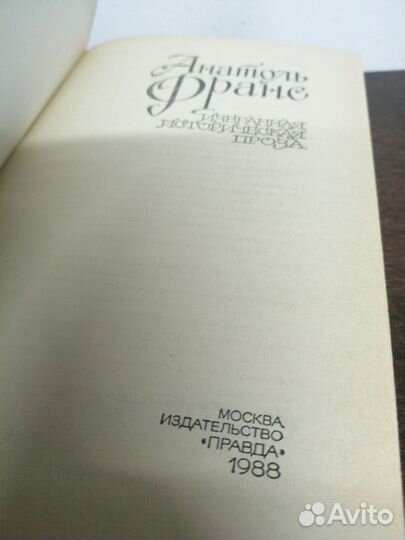 Анатоль
Франс
ИЗБРАННАЯ
ИСТОРИЧЕСКАЯ
ПРОЗА
МОСКВА
ИЗДАТЕЛЬСТВО
«ПРАВДА»
1988
Avito